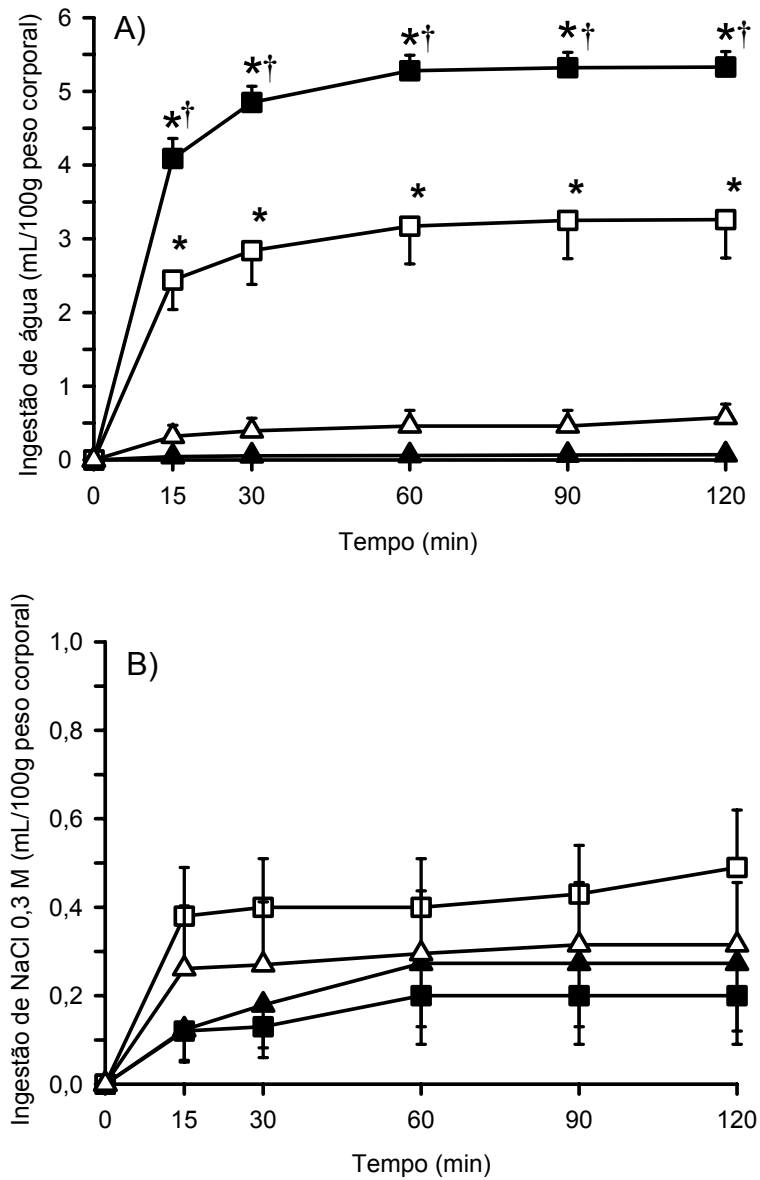 A)
Ingestão de água (mL/100g peso corporal)
6
5
4
3
2
1
0
*† *† *† *† *†
* * * * *
0 15 30 60 90 120
Tempo (min)
B)
Ingestão de NaCl 0,3 M (mL/100g peso corporal)
1,0
0,8
0,6
0,4
0,2
0,0
0 15 30 60 90 120
Tempo (min)